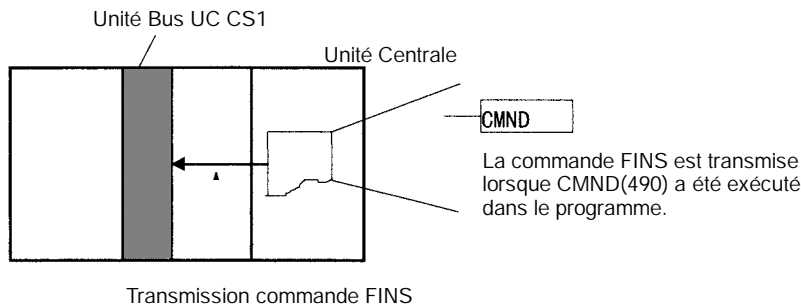 Unité Bus UC CS1
Unité Centrale
CMND
La commande FINS est transmise
lorsque CMND(490) a été exécuté
dans le programme.
Transmission commande FINS